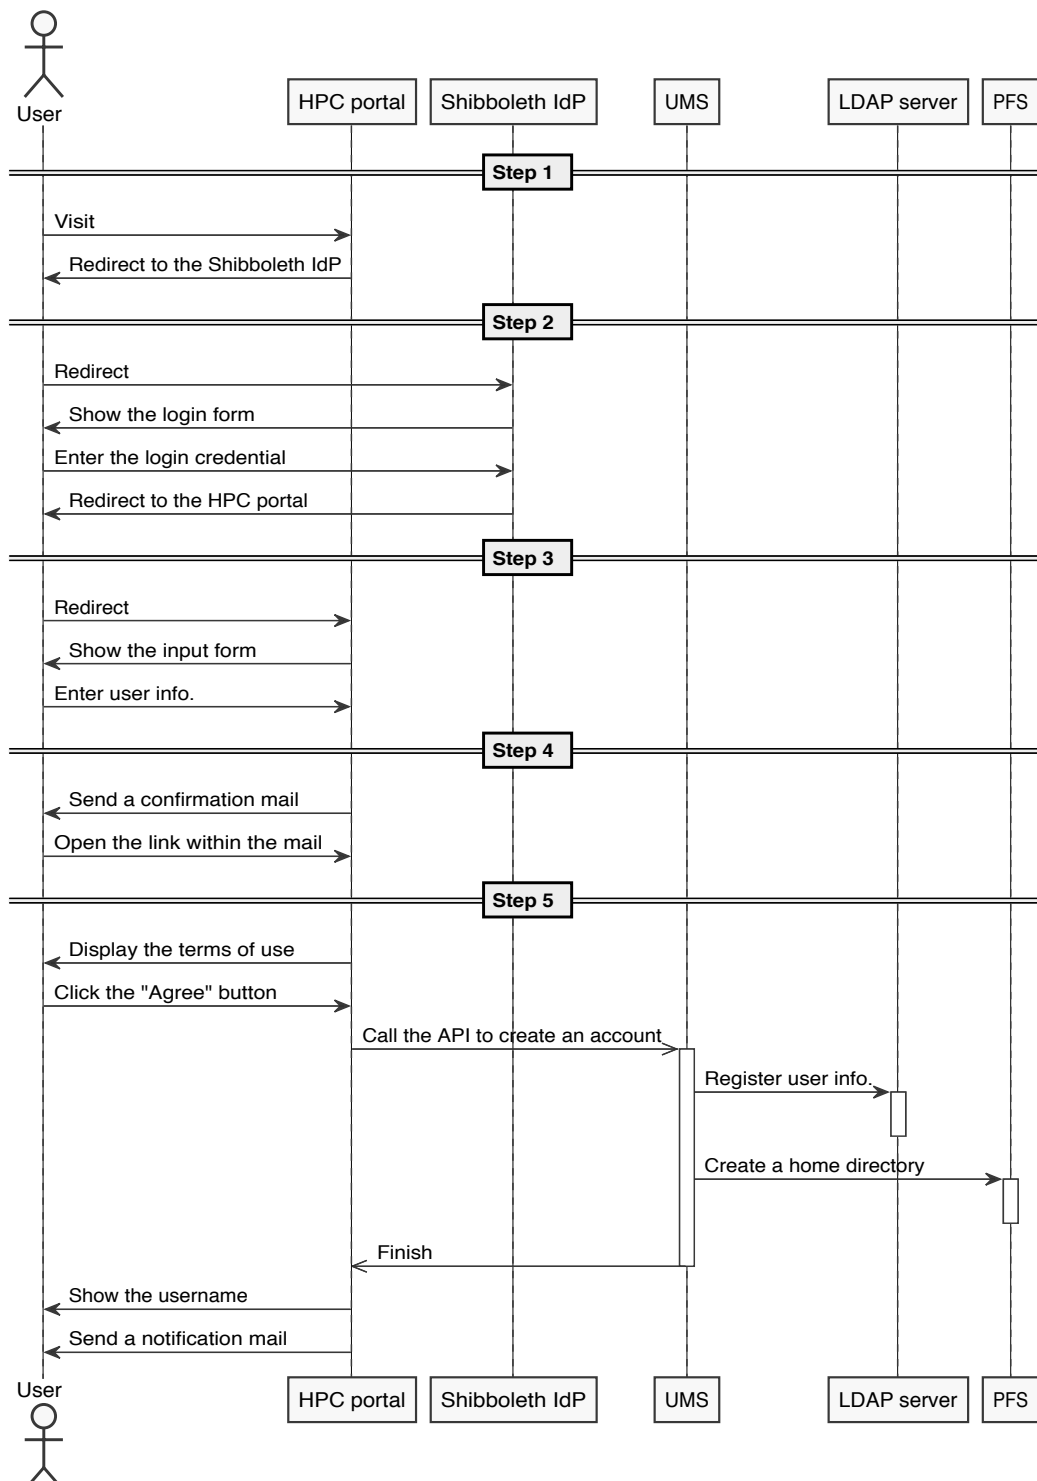 User
HPC portal
Shibboleth IdP
UMS
LDAP server
PFS
Step 1
Visit
Redirect to the Shibboleth IdP
Step 2
Redirect
Show the login form
Enter the login credential
Redirect to the HPC portal
Step 3
Redirect
Show the input form
Enter user info.
Step 4
Send a confirmation mail
Open the link within the mail
Step 5
Display the terms of use
Click the "Agree" button
Call the API to create an account
Register user info.
Create a home directory
Finish
Show the username
Send a notification mail
User
HPC portal
Shibboleth IdP
UMS
LDAP server
PFS